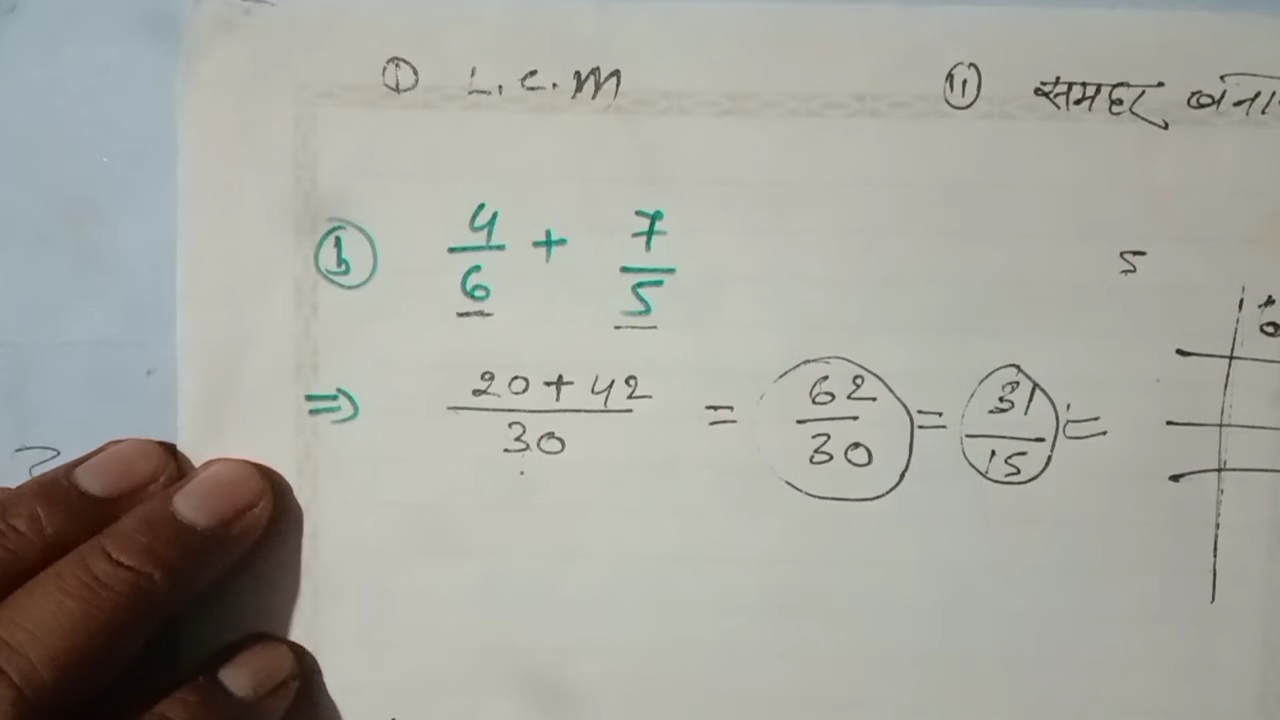 ① L.C.M ⑪ समहर
ⓑ 4/6 + 7/5
5
⇒ 20+42/30 = 62/30 = 31/15 =